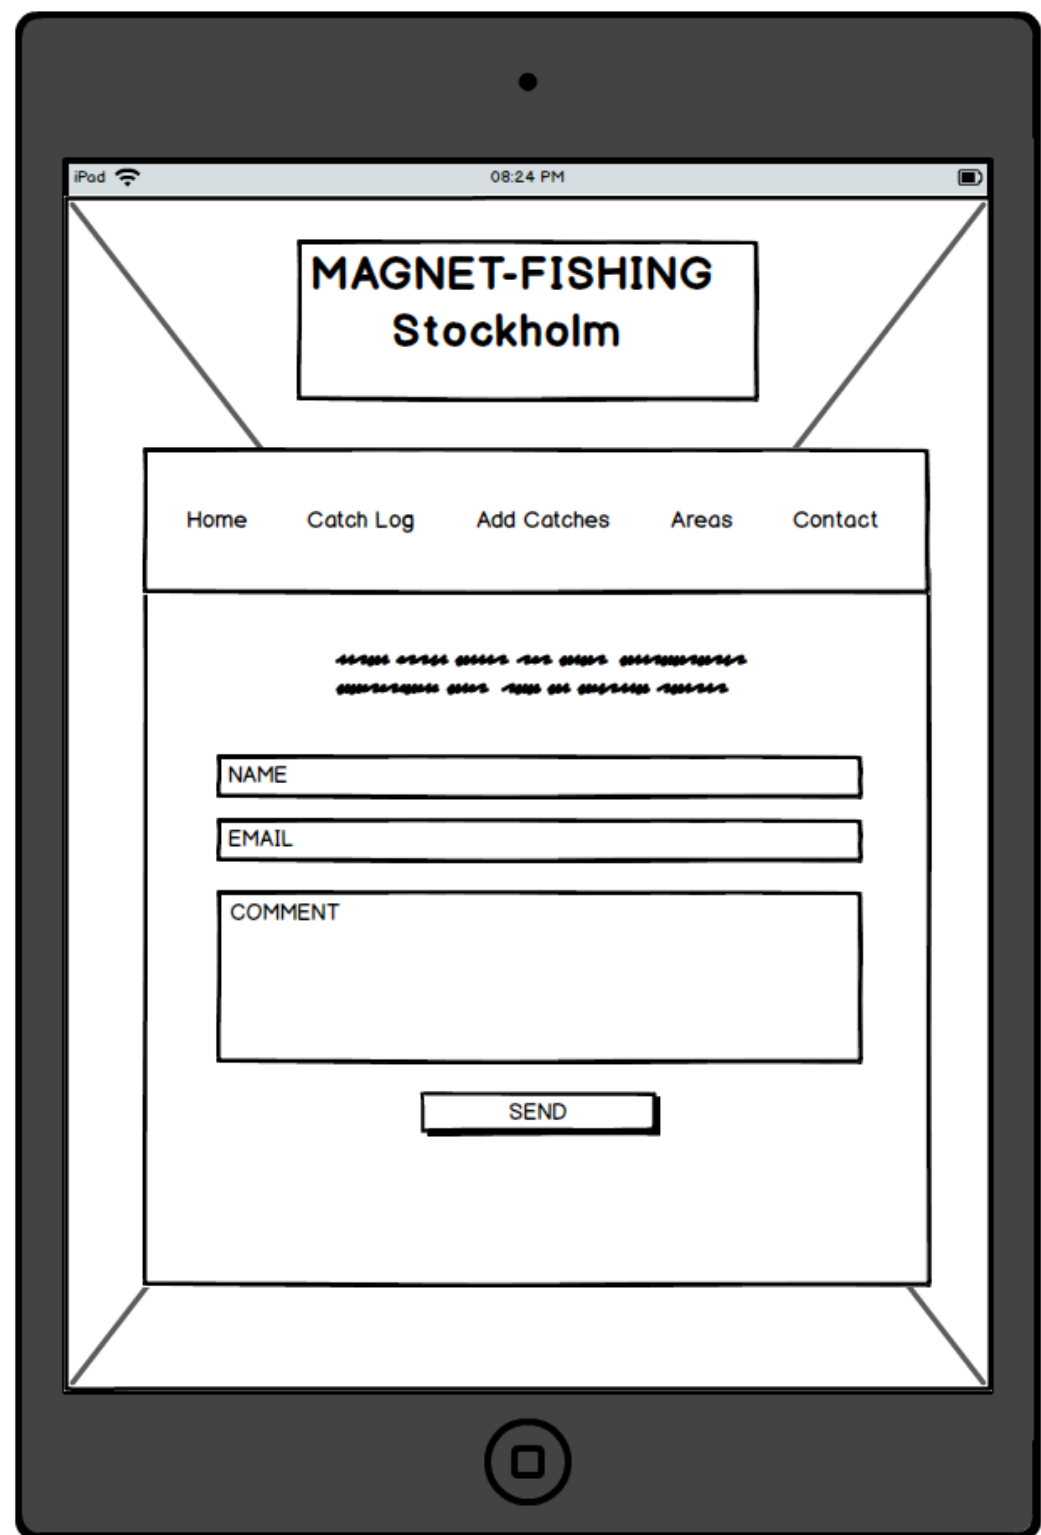 iPad 08:24 PM
MAGNET-FISHING
Stockholm
Home Catch Log Add Catches Areas Contact
NAME
EMAIL
COMMENT
SEND